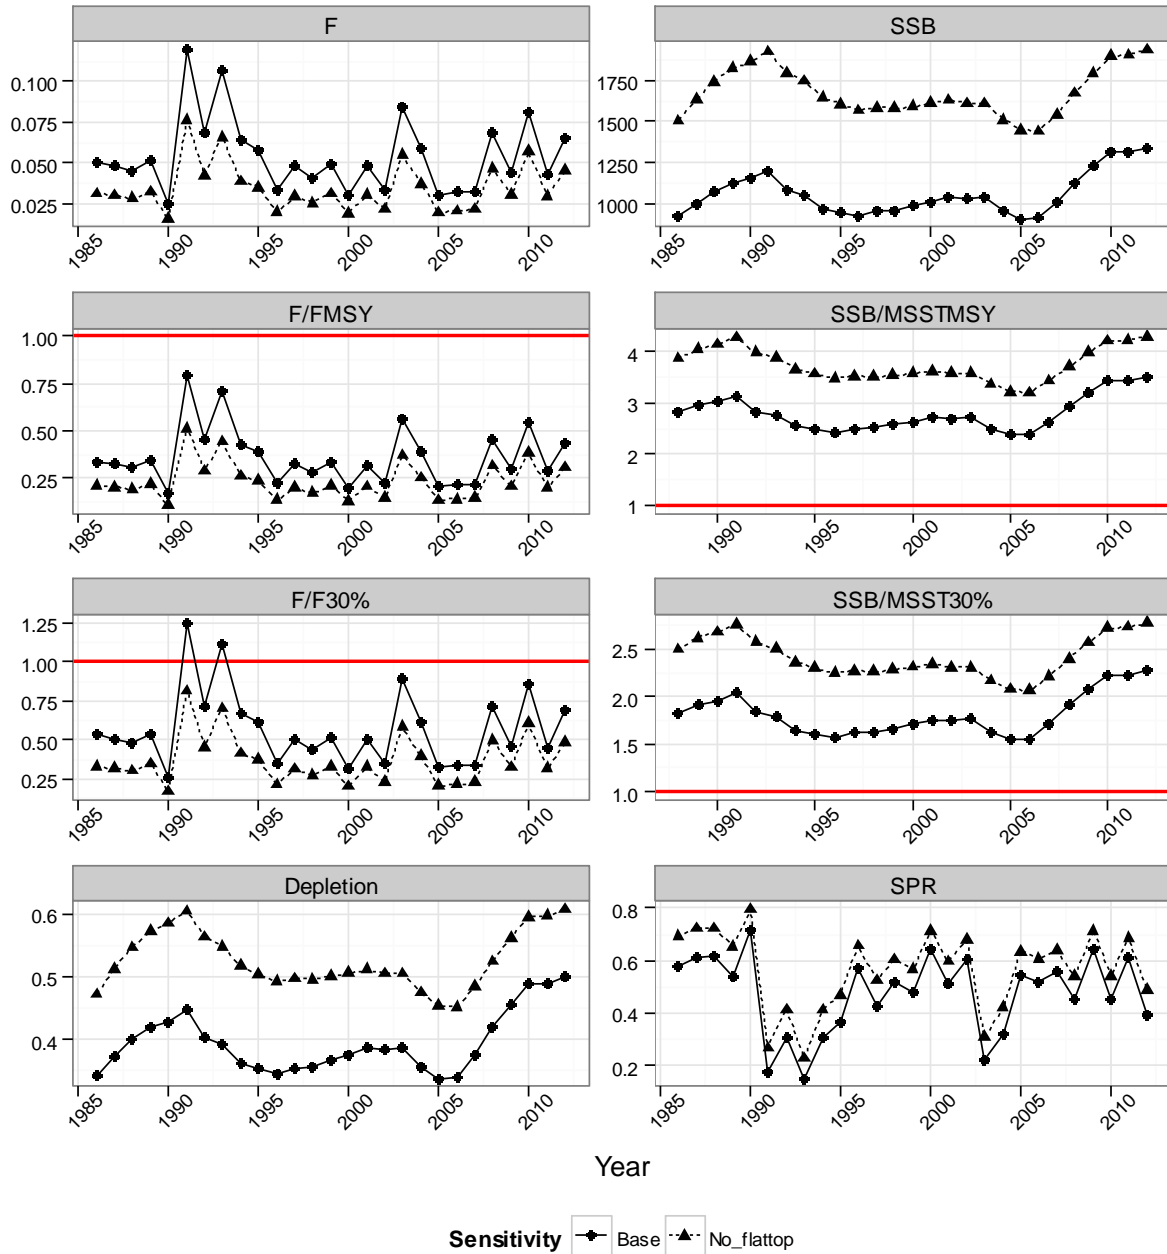 F
SSB
0.100
0.075
0.050
0.025
1750
1500
1250
1000
1985 1990 1995 2000 2005 2010
1985 1990 1995 2000 2005 2010
F/FMSY
SSB/MSSTMSY
1.00
0.75
0.50
0.25
4
3
2
1
1985 1990 1995 2000 2005 2010
1990 1995 2000 2005 2010
F/F30%
SSB/MSST30%
1.25
1.00
0.75
0.50
0.25
2.5
2.0
1.5
1.0
1985 1990 1995 2000 2005 2010
1990 1995 2000 2005 2010
Depletion
SPR
0.6
0.5
0.4
0.8
0.6
0.4
0.2
1985 1990 1995 2000 2005 2010
1985 1990 1995 2000 2005 2010
Year
Sensitivity Base No_flattop